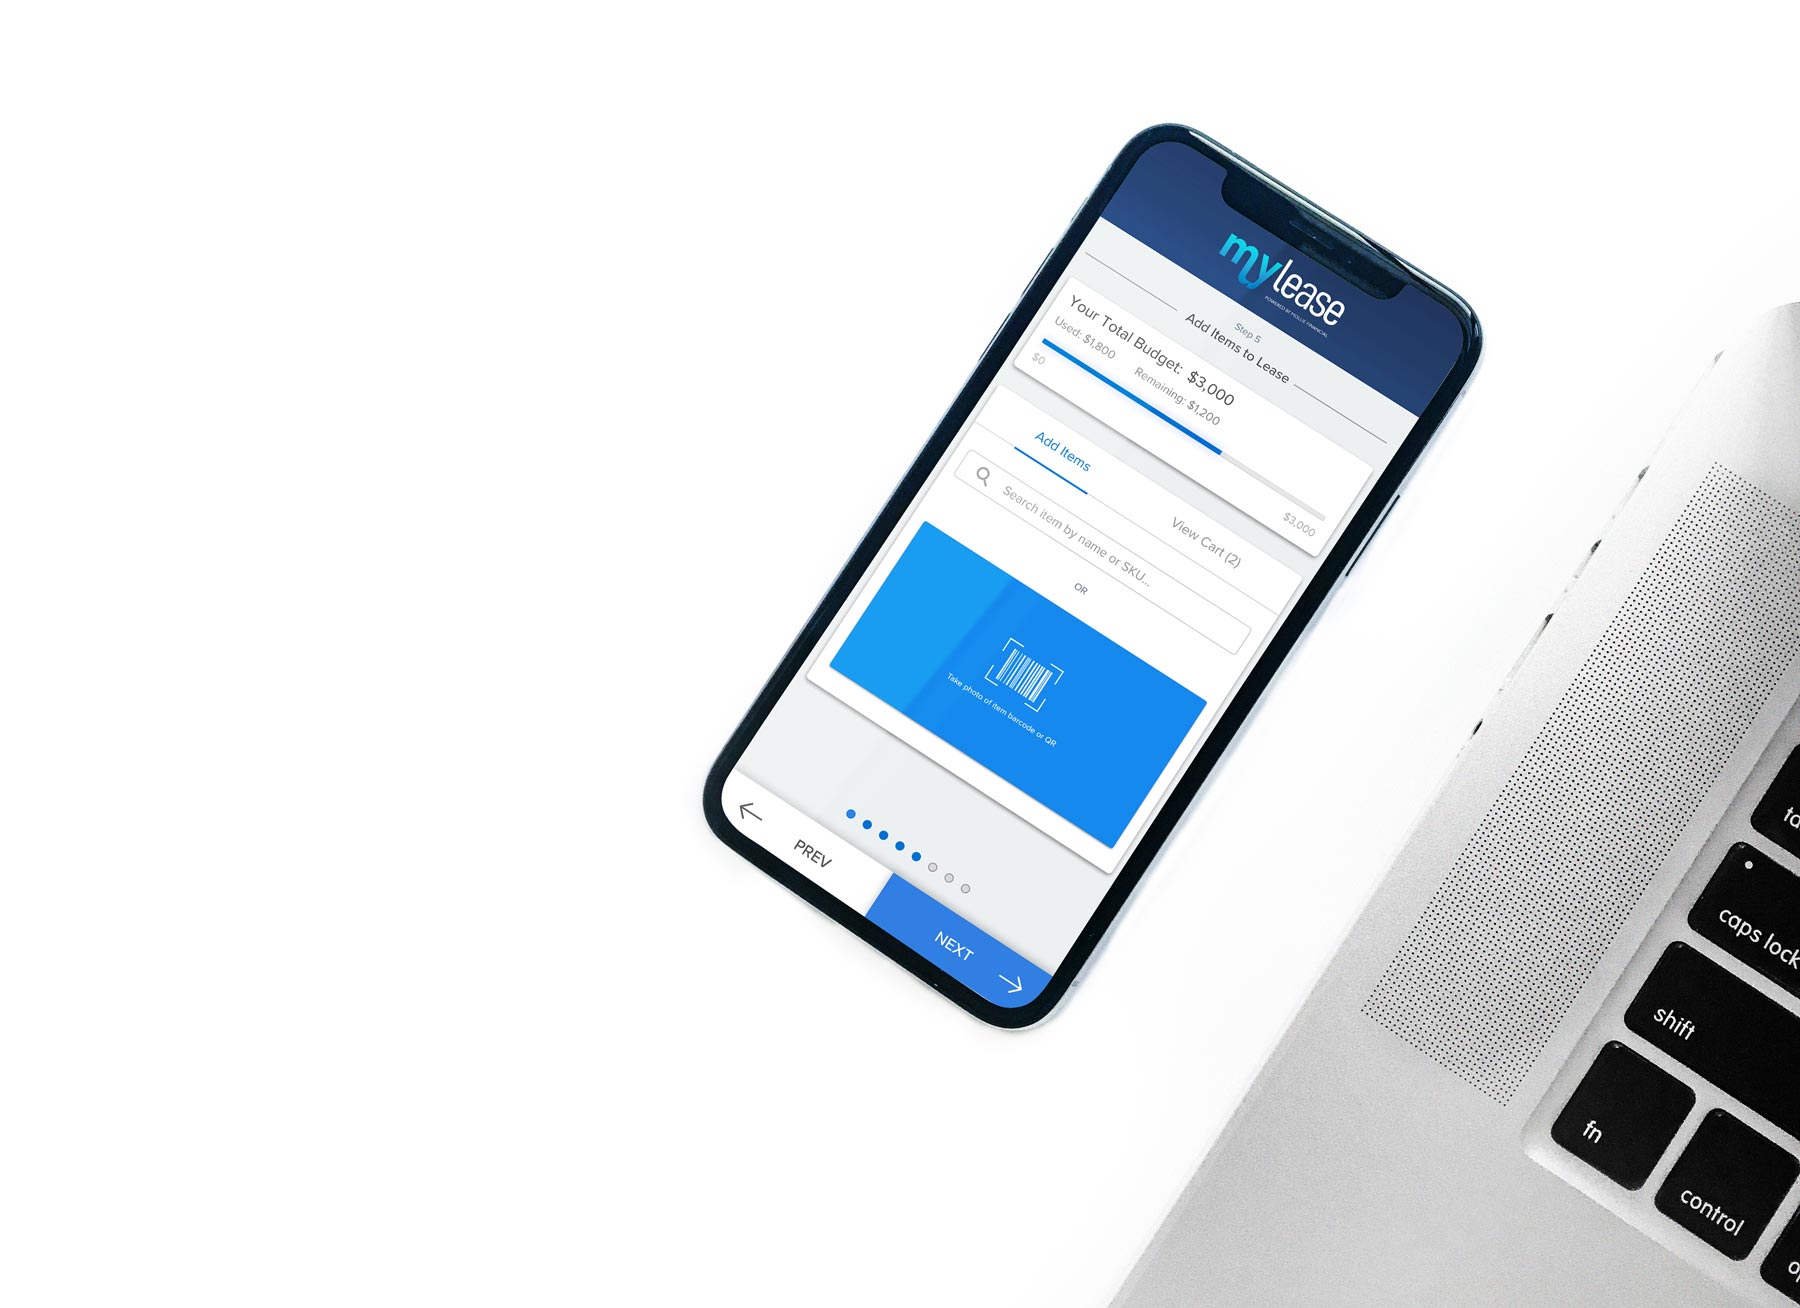 mylease
POWERED BY MOLLIE FINANCIAL
Step 5
Add Items to Lease
Your Total Budget: $3,000
Used: $1,800
Remaining: $1,200
$0
$3,000
Add Items
View Cart (2)
Search item by name or SKU...
OR
Take photo of item barcode or QR
PREV
NEXT
caps lock
shift
fn
control